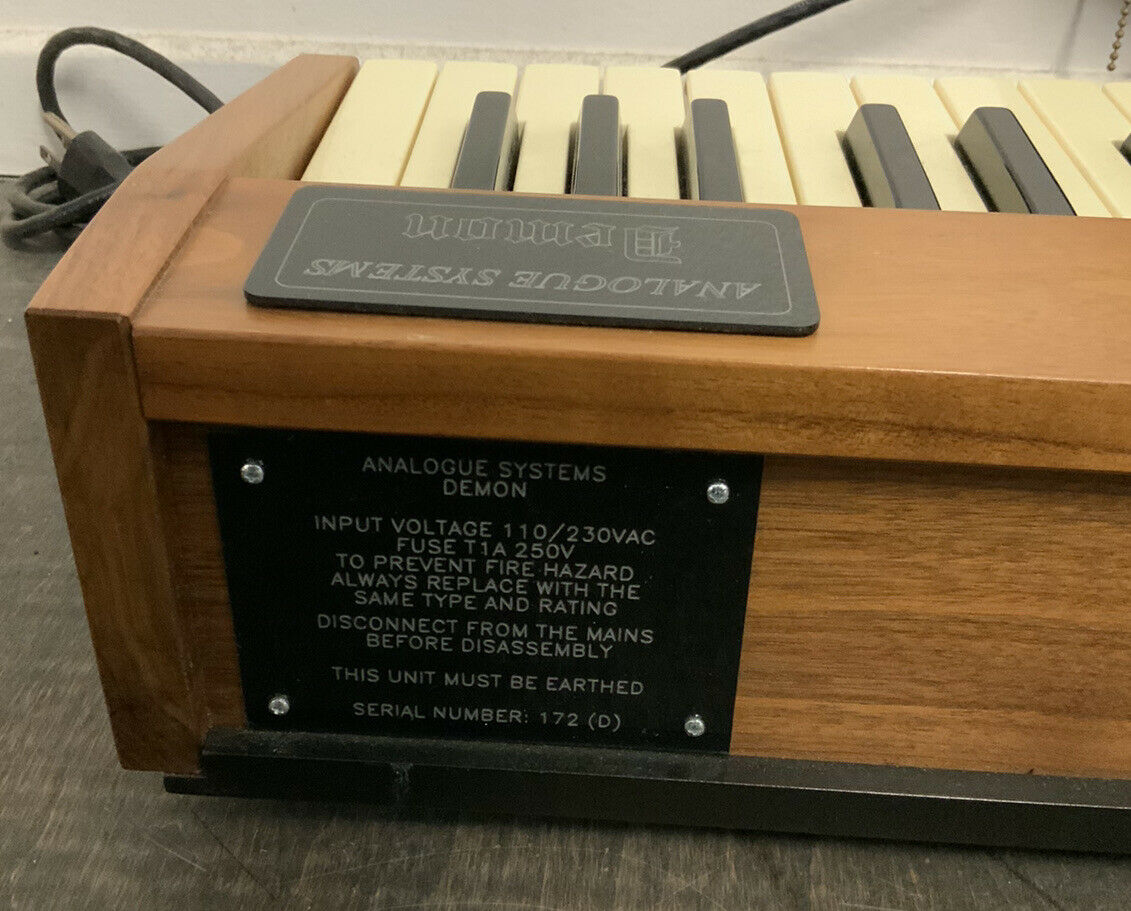 ANALOGUE SYSTEMS
Demon
ANALOGUE SYSTEMS
DEMON
INPUT VOLTAGE 110/230VAC
FUSE T1A 250V
TO PREVENT FIRE HAZARD
ALWAYS REPLACE WITH THE
SAME TYPE AND RATING
DISCONNECT FROM THE MAINS
BEFORE DISASSEMBLY
THIS UNIT MUST BE EARTHED
SERIAL NUMBER: 172 (D)